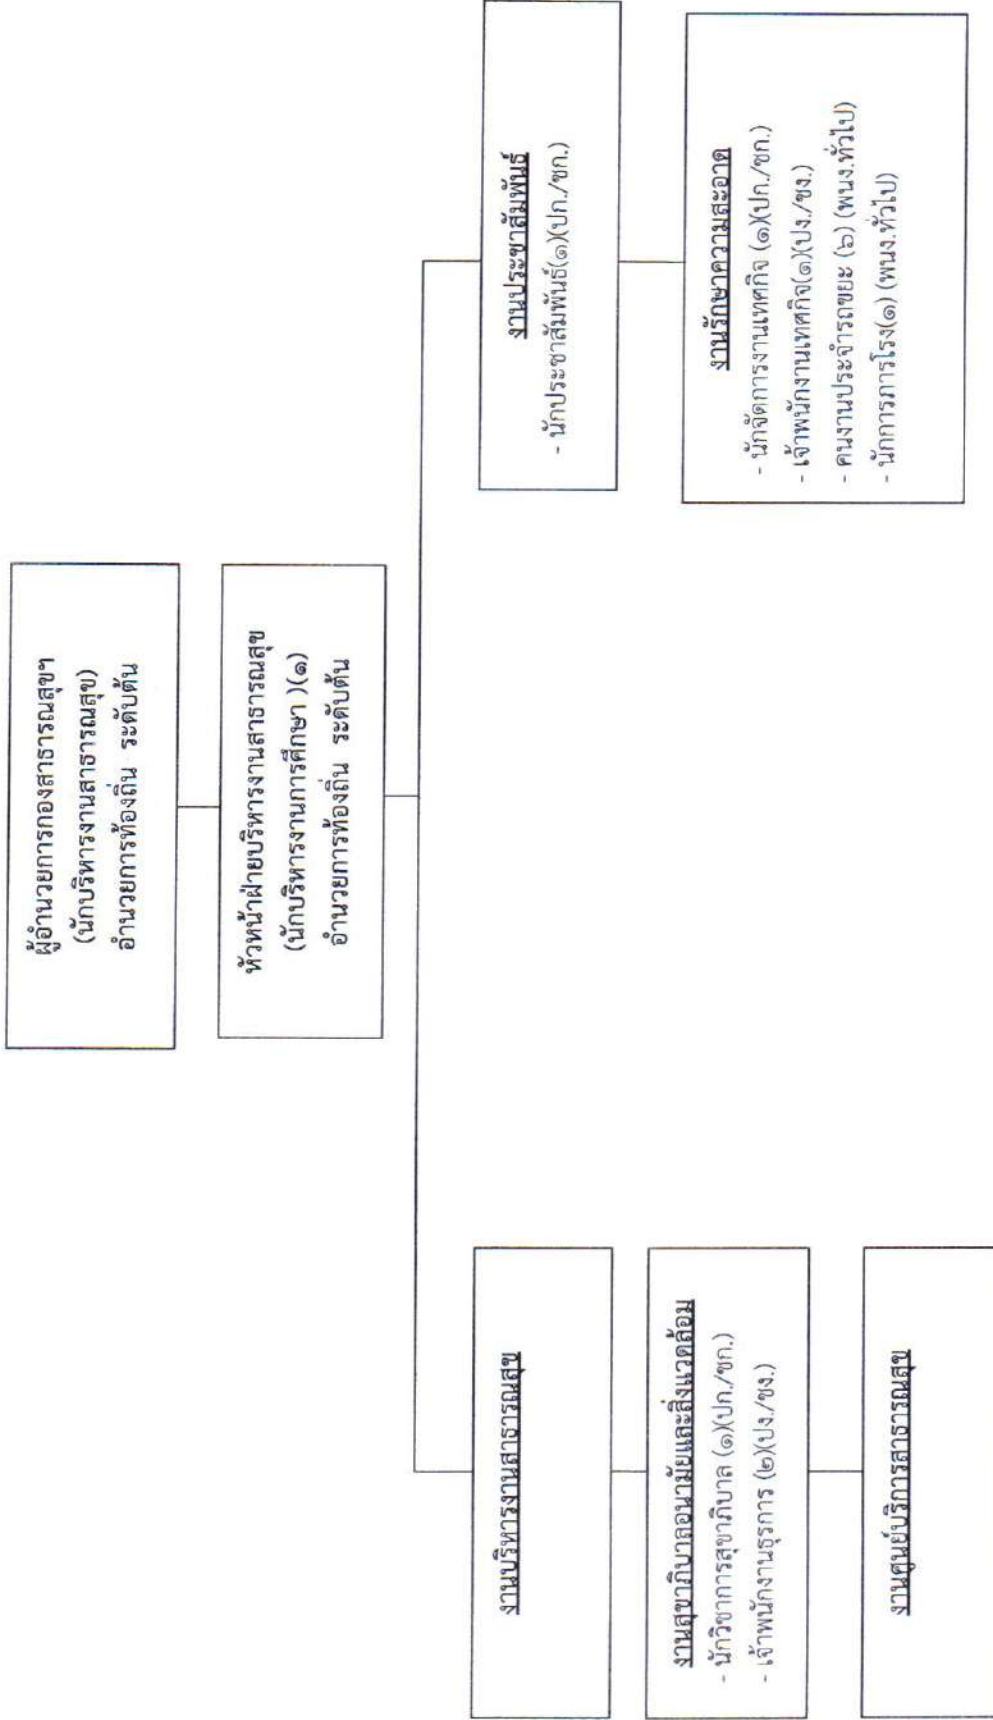 ผู้อำนวยการกองสาธารณสุขฯ
(นักบริหารงานสาธารณสุข)
อำนวยการท้องถิ่น ระดับต้น
หัวหน้าฝ่ายบริหารงานสาธารณสุข
(นักบริหารงานการศึกษา )(๑)
อำนวยการท้องถิ่น ระดับต้น
งานบริหารงานสาธารณสุข
งานสุขาภิบาลอนามัยและสิ่งแวดล้อม
- นักวิชาการสุขาภิบาล (๑)(ปก./ชก.)
- เจ้าพนักงานธุรการ (๒)(ปง./ชง.)
งานศูนย์บริการสาธารณสุข
งานประชาสัมพันธ์
- นักประชาสัมพันธ์(๑)(ปก./ชก.)
งานรักษาความสะอาด
- นักจัดการงานเทศกิจ (๑)(ปก./ชก.)
- เจ้าพนักงานเทศกิจ(๑)(ปง./ชง.)
- คนงานประจำรถขยะ (๖) (พนง.ทั่วไป)
- นักการภารโรง(๑) (พนง.ทั่วไป)